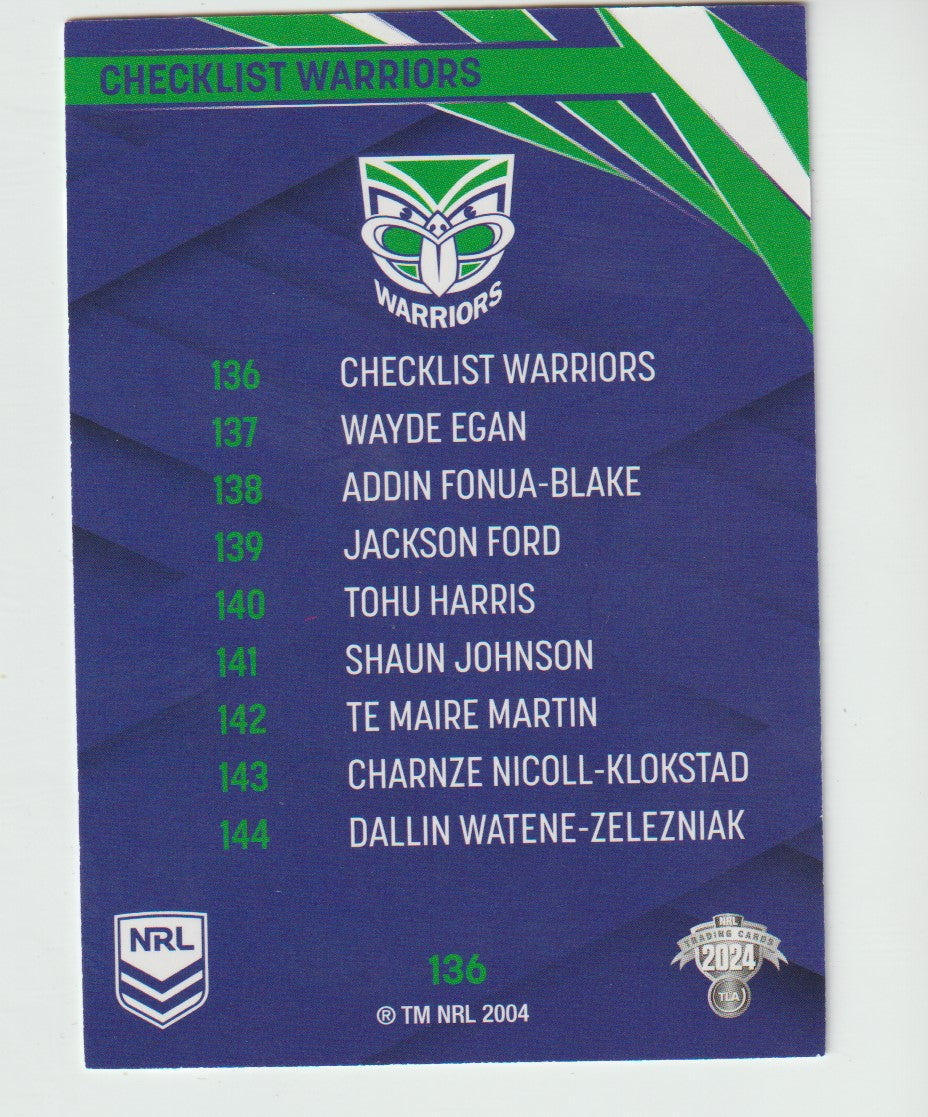 CHECKLIST WARRIORS
WARRIORS
136 CHECKLIST WARRIORS
137 WAYDE EGAN
138 ADDIN FONUA-BLAKE
139 JACKSON FORD
140 TOHU HARRIS
141 SHAUN JOHNSON
142 TE MAIRE MARTIN
143 CHARNZE NICOLL-KLOKSTAD
144 DALLIN WATENE-ZELEZNIAK
NRL
136
® TM NRL 2004
NRL
TRADING CARDS
2024
TLA